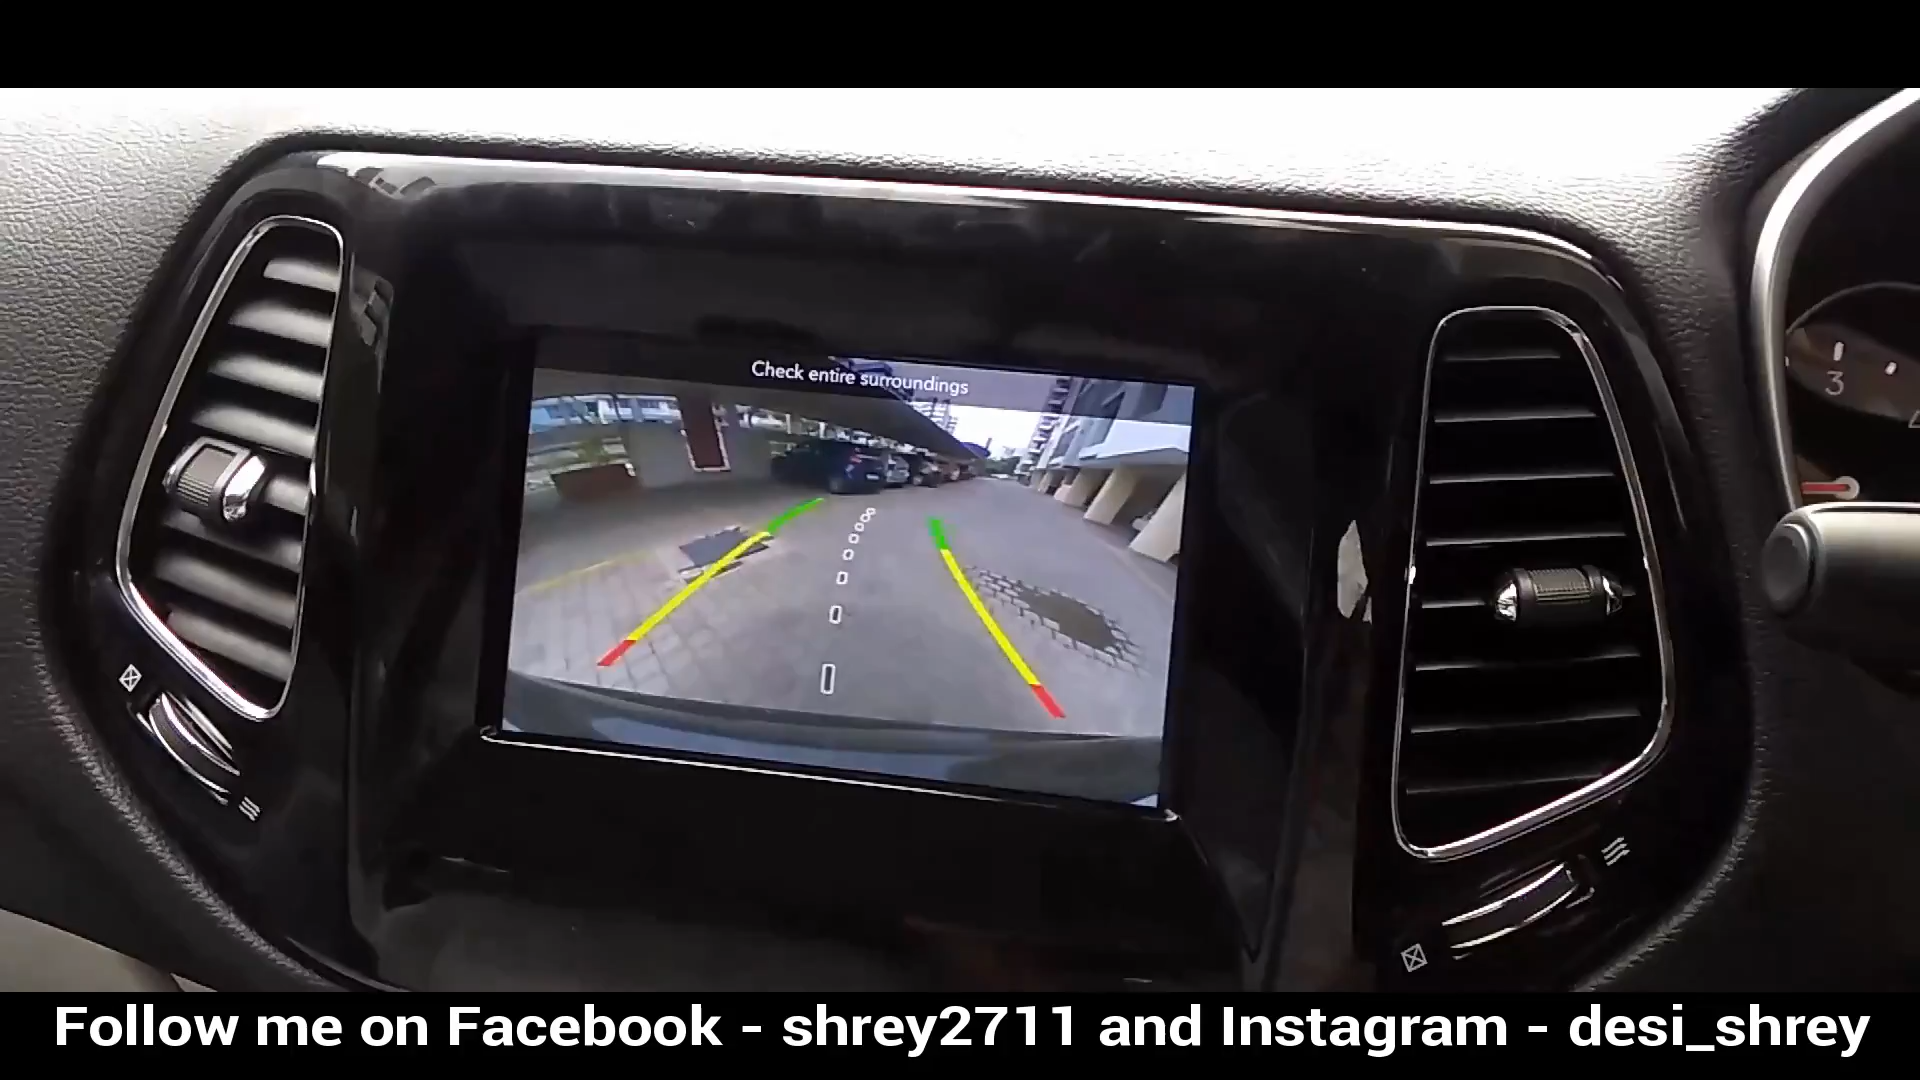 Check entire surroundings
3
Follow me on Facebook - shrey2711 and Instagram - desi_shrey